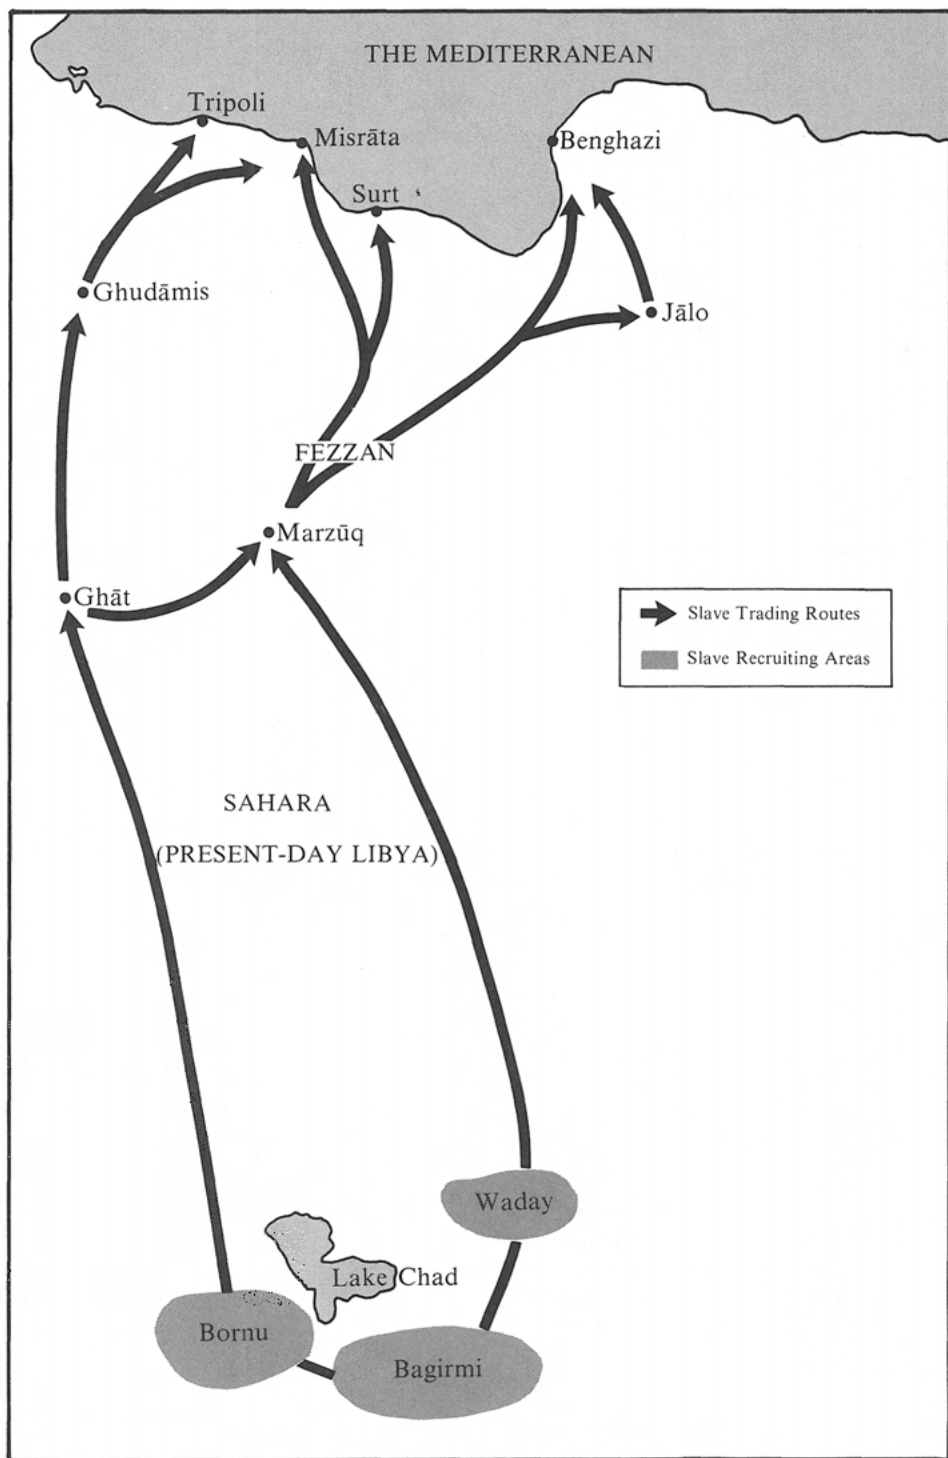 THE MEDITERRANEAN
Tripoli
Misrāta
Benghazi
Surt
Ghudāmis
Jālo
FEZZAN
Marzūq
Ghāt
Slave Trading Routes
Slave Recruiting Areas
SAHARA
(PRESENT-DAY LIBYA)
Waday
Lake Chad
Bornu
Bagirmi